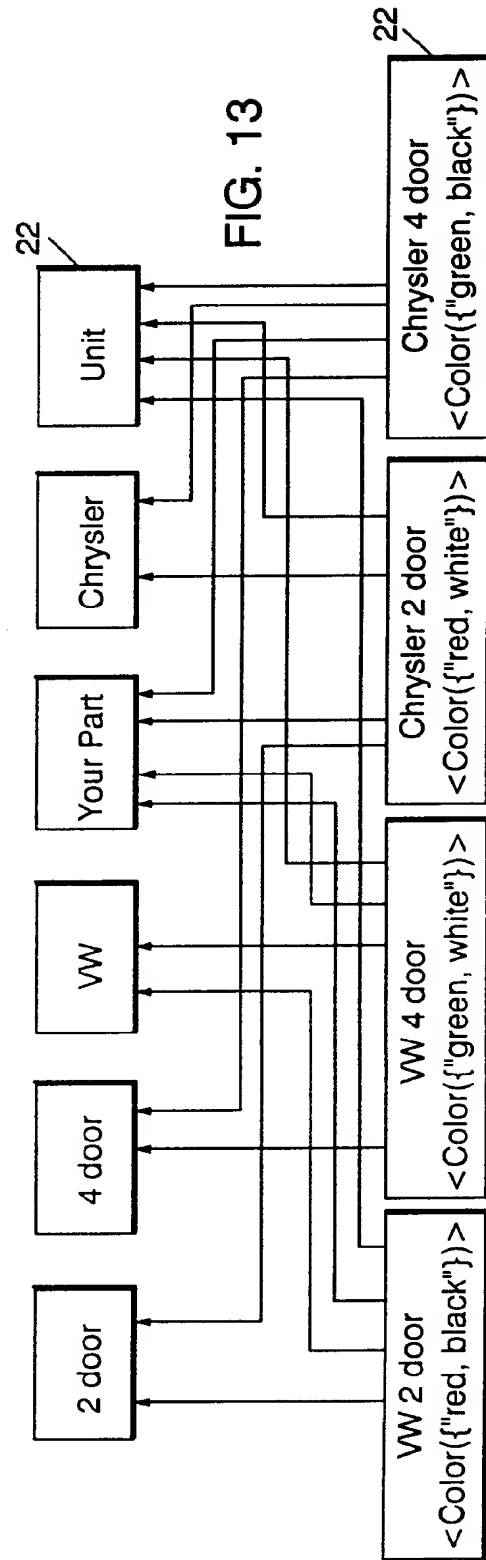 22
2 door
4 door
VW
Your Part
Chrysler
Unit
FIG. 13
22
VW 2 door
<Color({"red, black"})>
VW 4 door
<Color({"green, white"})>
Chrysler 2 door
<Color({"red, white"})>
Chrysler 4 door
<Color({"green, black"})>